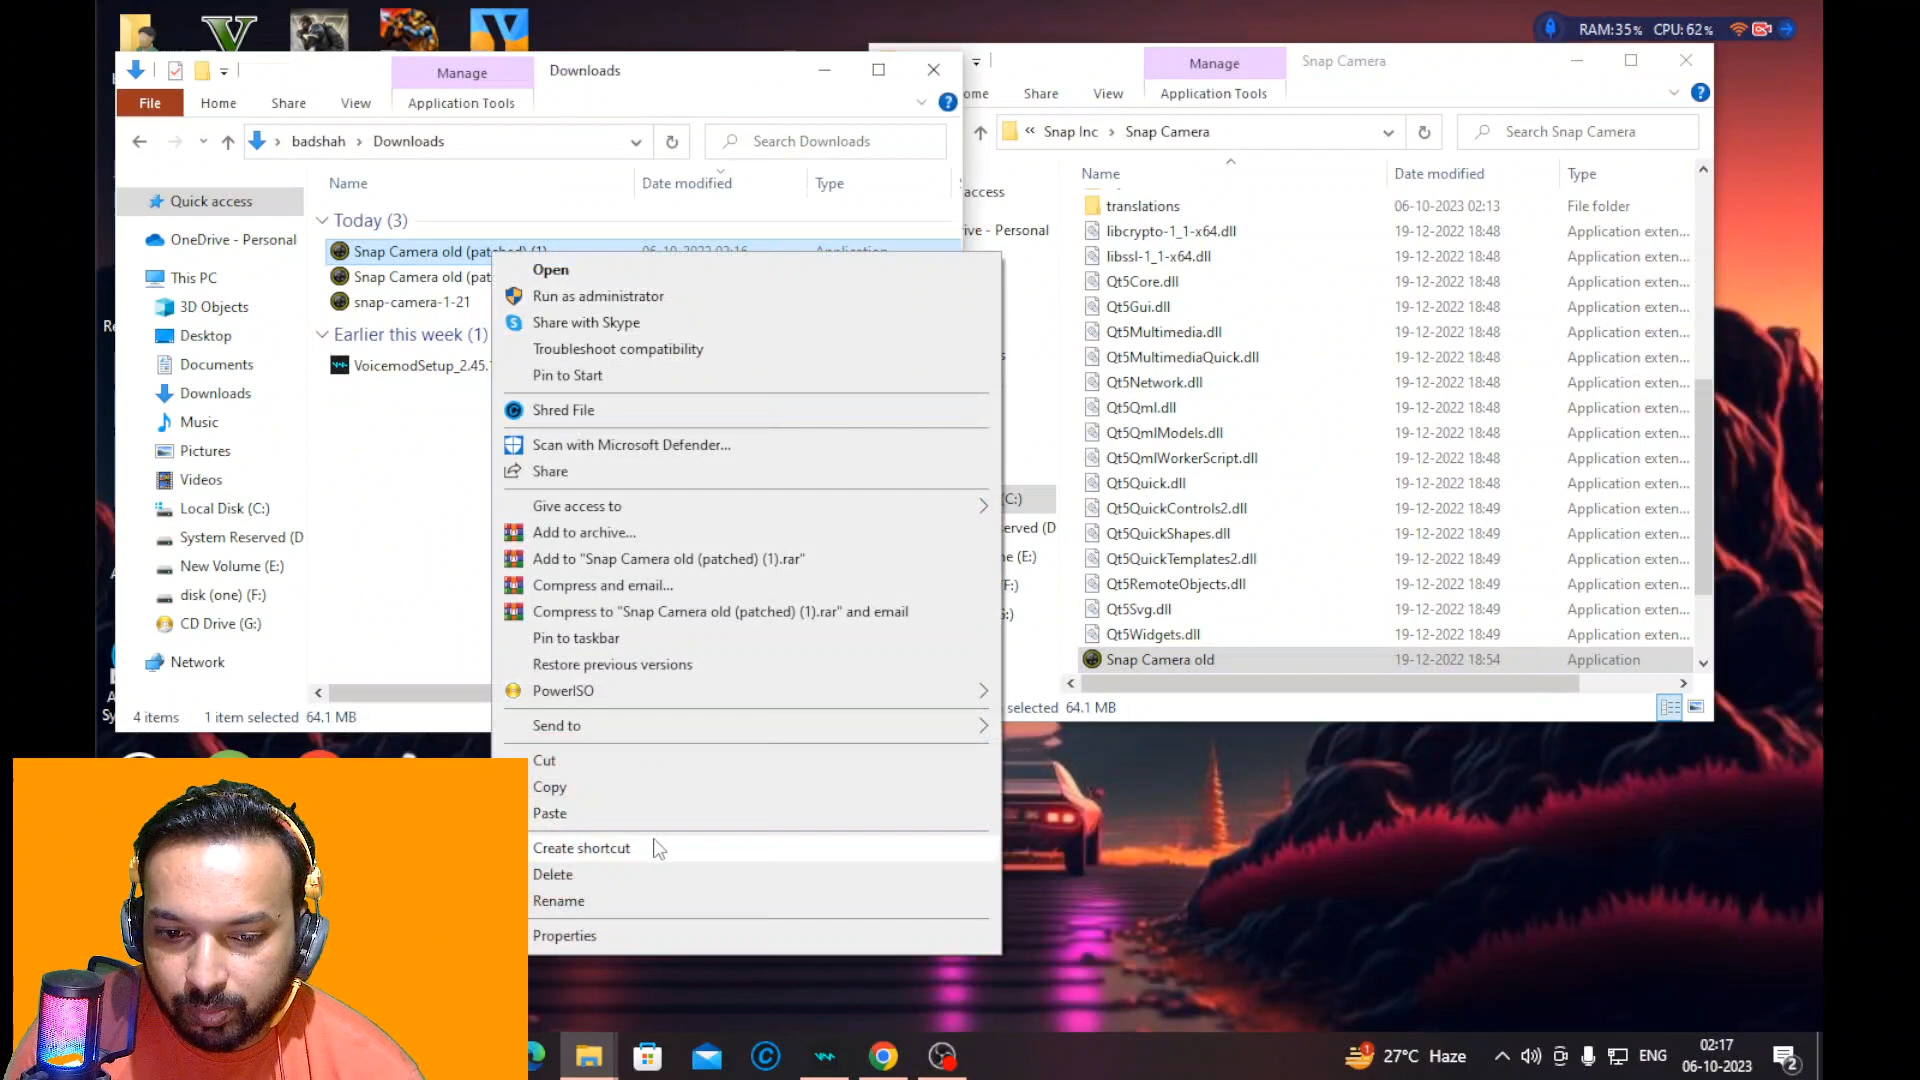 RAM:35% CPU:62%
Manage
Downloads
File
Home
Share
View
Application Tools
badshah > Downloads
Search Downloads
Name
Date modified
Type
Quick access
OneDrive - Personal
This PC
3D Objects
Desktop
Documents
Downloads
Music
Pictures
Videos
Local Disk (C:)
System Reserved (D
New Volume (E:)
disk (one) (F:)
CD Drive (G:)
Network
Today (3)
Snap Camera old (patched) (1)
06-10-2023 02:16
Application
Snap Camera old (pat
snap-camera-1-21
Earlier this week (1)
VoicemodSetup_2.45.
4 items
1 item selected 64.1 MB
Open
Run as administrator
Share with Skype
Troubleshoot compatibility
Pin to Start
Shred File
Scan with Microsoft Defender...
Share
Give access to
Add to archive...
Add to "Snap Camera old (patched) (1).rar"
Compress and email...
Compress to "Snap Camera old (patched) (1).rar" and email
Pin to taskbar
Restore previous versions
PowerISO
Send to
Cut
Copy
Paste
Create shortcut
Delete
Rename
Properties
Manage
Snap Camera
ome
Share
View
Application Tools
« Snap Inc > Snap Camera
Search Snap Camera
Name
Date modified
Type
access
rive - Personal
(C:)
erved (D
e (E:)
F:)
translations 06-10-2023 02:13 File folder
libcrypto-1_1-x64.dll 19-12-2022 18:48 Application exten...
libssl-1_1-x64.dll 19-12-2022 18:48 Application exten...
Qt5Core.dll 19-12-2022 18:48 Application exten...
Qt5Gui.dll 19-12-2022 18:48 Application exten...
Qt5Multimedia.dll 19-12-2022 18:48 Application exten...
Qt5MultimediaQuick.dll 19-12-2022 18:48 Application exten...
Qt5Network.dll 19-12-2022 18:48 Application exten...
Qt5Qml.dll 19-12-2022 18:48 Application exten...
Qt5QmlModels.dll 19-12-2022 18:48 Application exten...
Qt5QmlWorkerScript.dll 19-12-2022 18:48 Application exten...
Qt5Quick.dll 19-12-2022 18:48 Application exten...
Qt5QuickControls2.dll 19-12-2022 18:49 Application exten...
Qt5QuickShapes.dll 19-12-2022 18:49 Application exten...
Qt5QuickTemplates2.dll 19-12-2022 18:49 Application exten...
Qt5RemoteObjects.dll 19-12-2022 18:49 Application exten...
Qt5Svg.dll 19-12-2022 18:49 Application exten...
Qt5Widgets.dll 19-12-2022 18:49 Application exten...
Snap Camera old 19-12-2022 18:54 Application
selected 64.1 MB
27°C Haze
ENG
02:17
06-10-2023
2